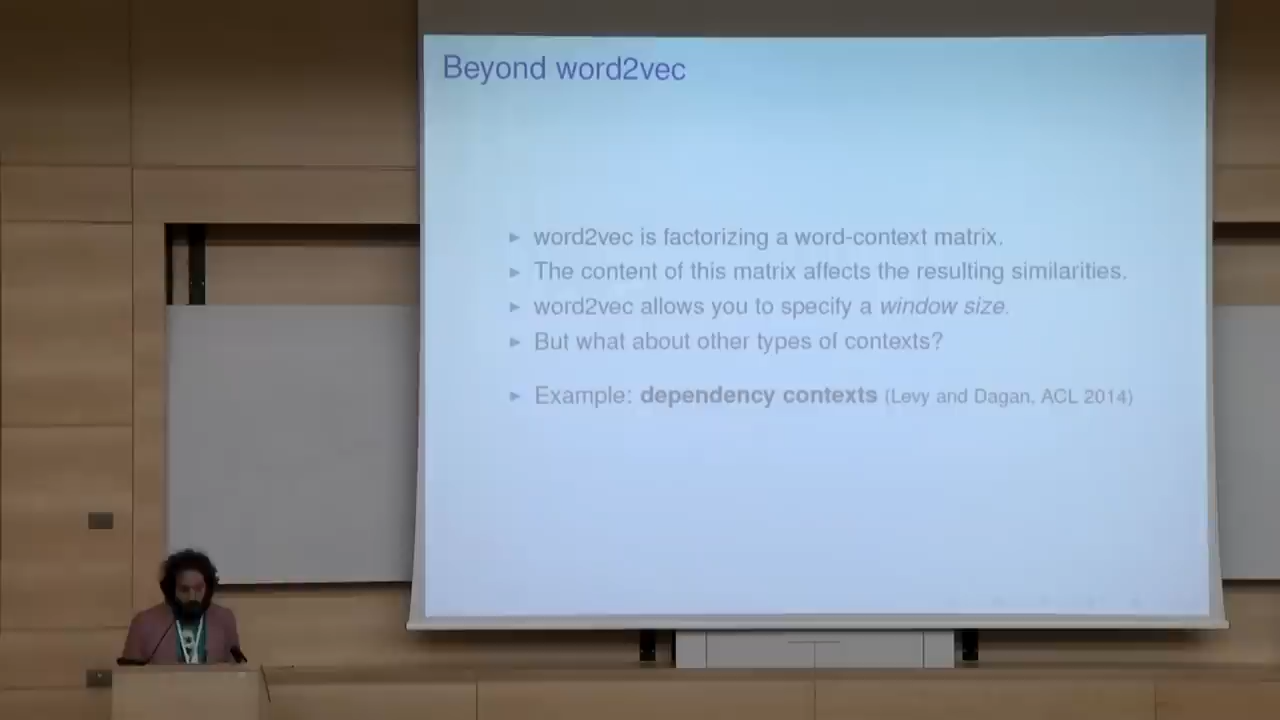 Beyond word2vec
► word2vec is factorizing a word-context matrix.
► The content of this matrix affects the resulting similarities.
► word2vec allows you to specify a window size.
► But what about other types of contexts?
► Example: dependency contexts (Levy and Dagan, ACL 2014)